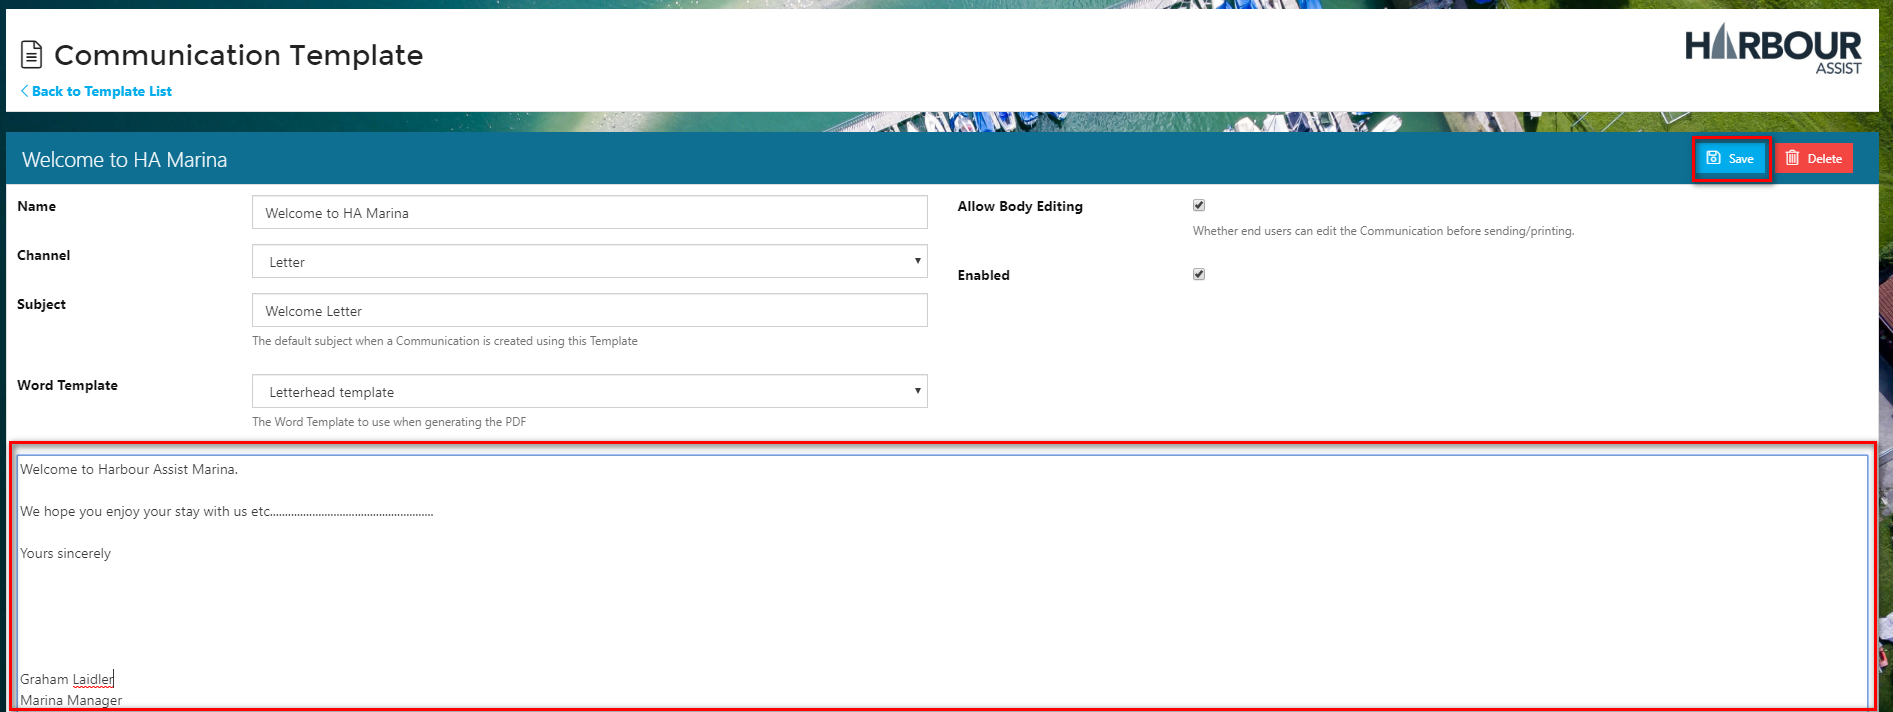 Communication Template
Back to Template List
HARBOUR
ASSIST
Welcome to HA Marina
Save
Delete
Name
Welcome to HA Marina
Allow Body Editing
Whether end users can edit the Communication before sending/printing.
Channel
Letter
Enabled
Subject
Welcome Letter
The default subject when a Communication is created using this Template
Word Template
Letterhead template
The Word Template to use when generating the PDF
Welcome to Harbour Assist Marina.
We hope you enjoy your stay with us etc......................................................
Yours sincerely
Graham Laidler
Marina Manager